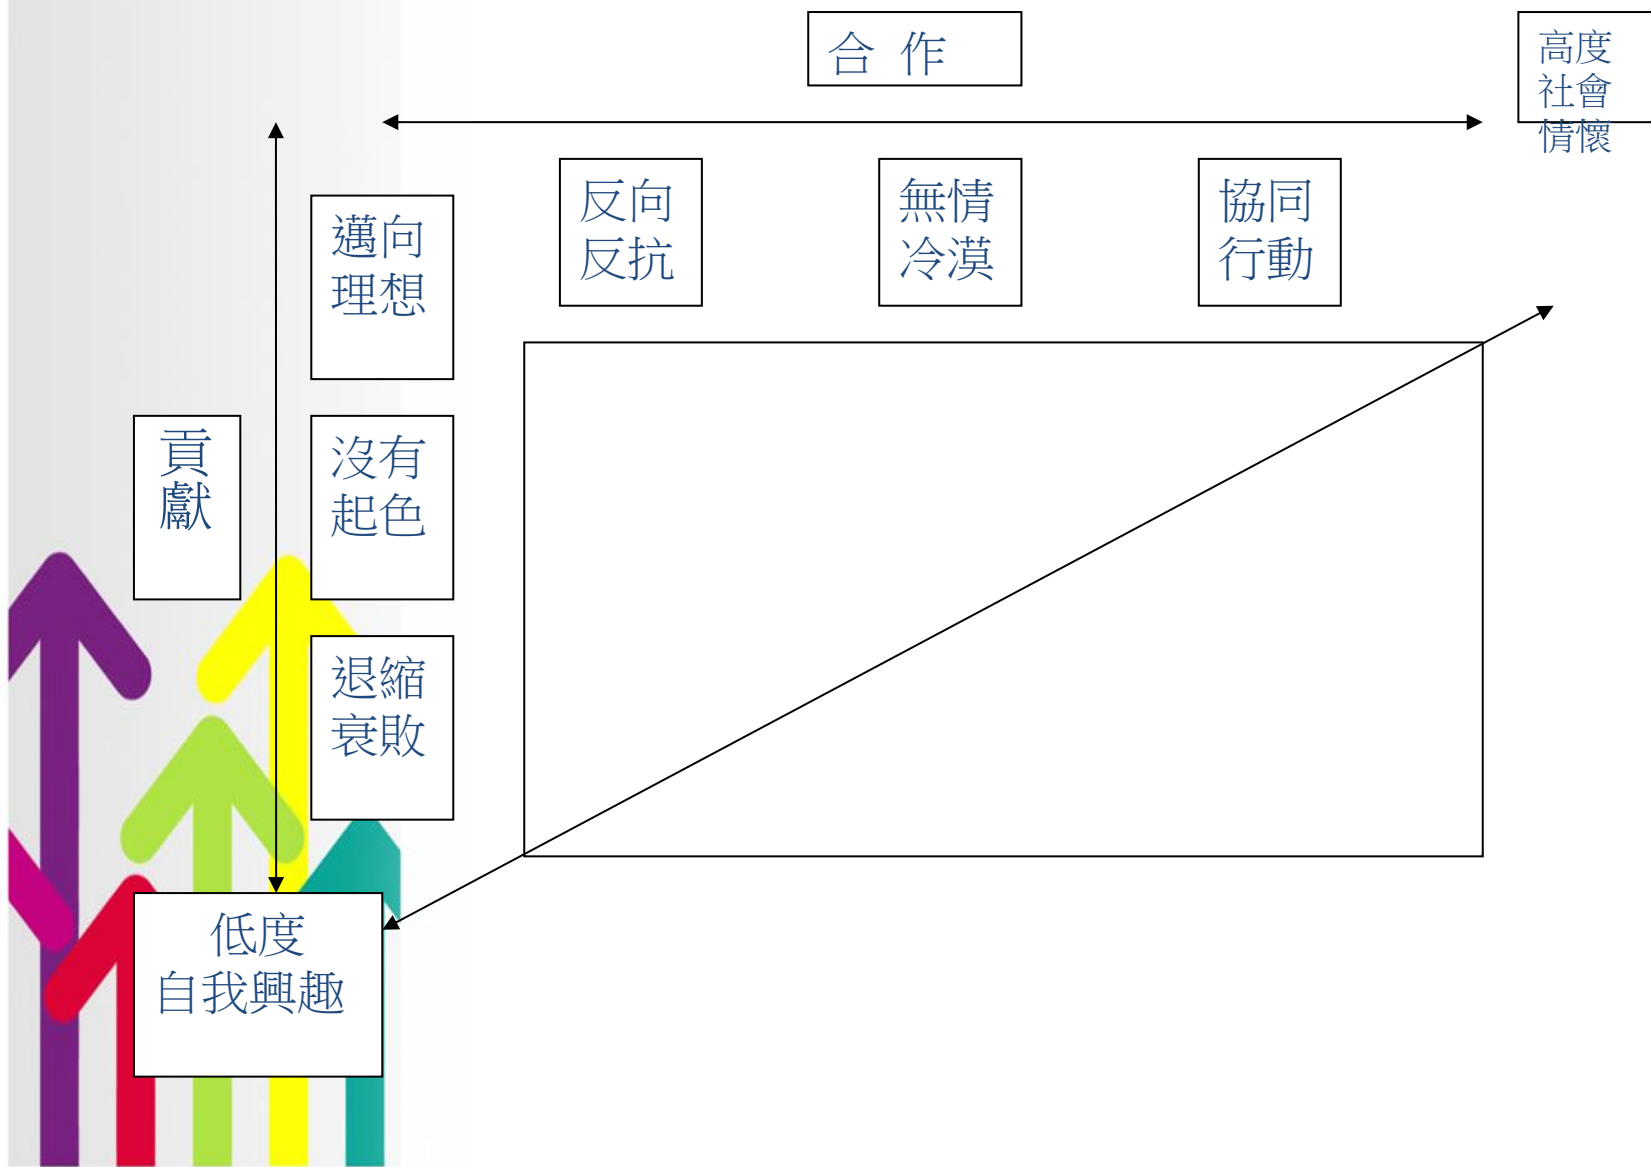 合 作
高度
社會
情懷
反向
反抗
無情
冷漠
協同
行動
邁向
理想
貢
獻
沒有
起色
退縮
衰敗
低度
自我興趣